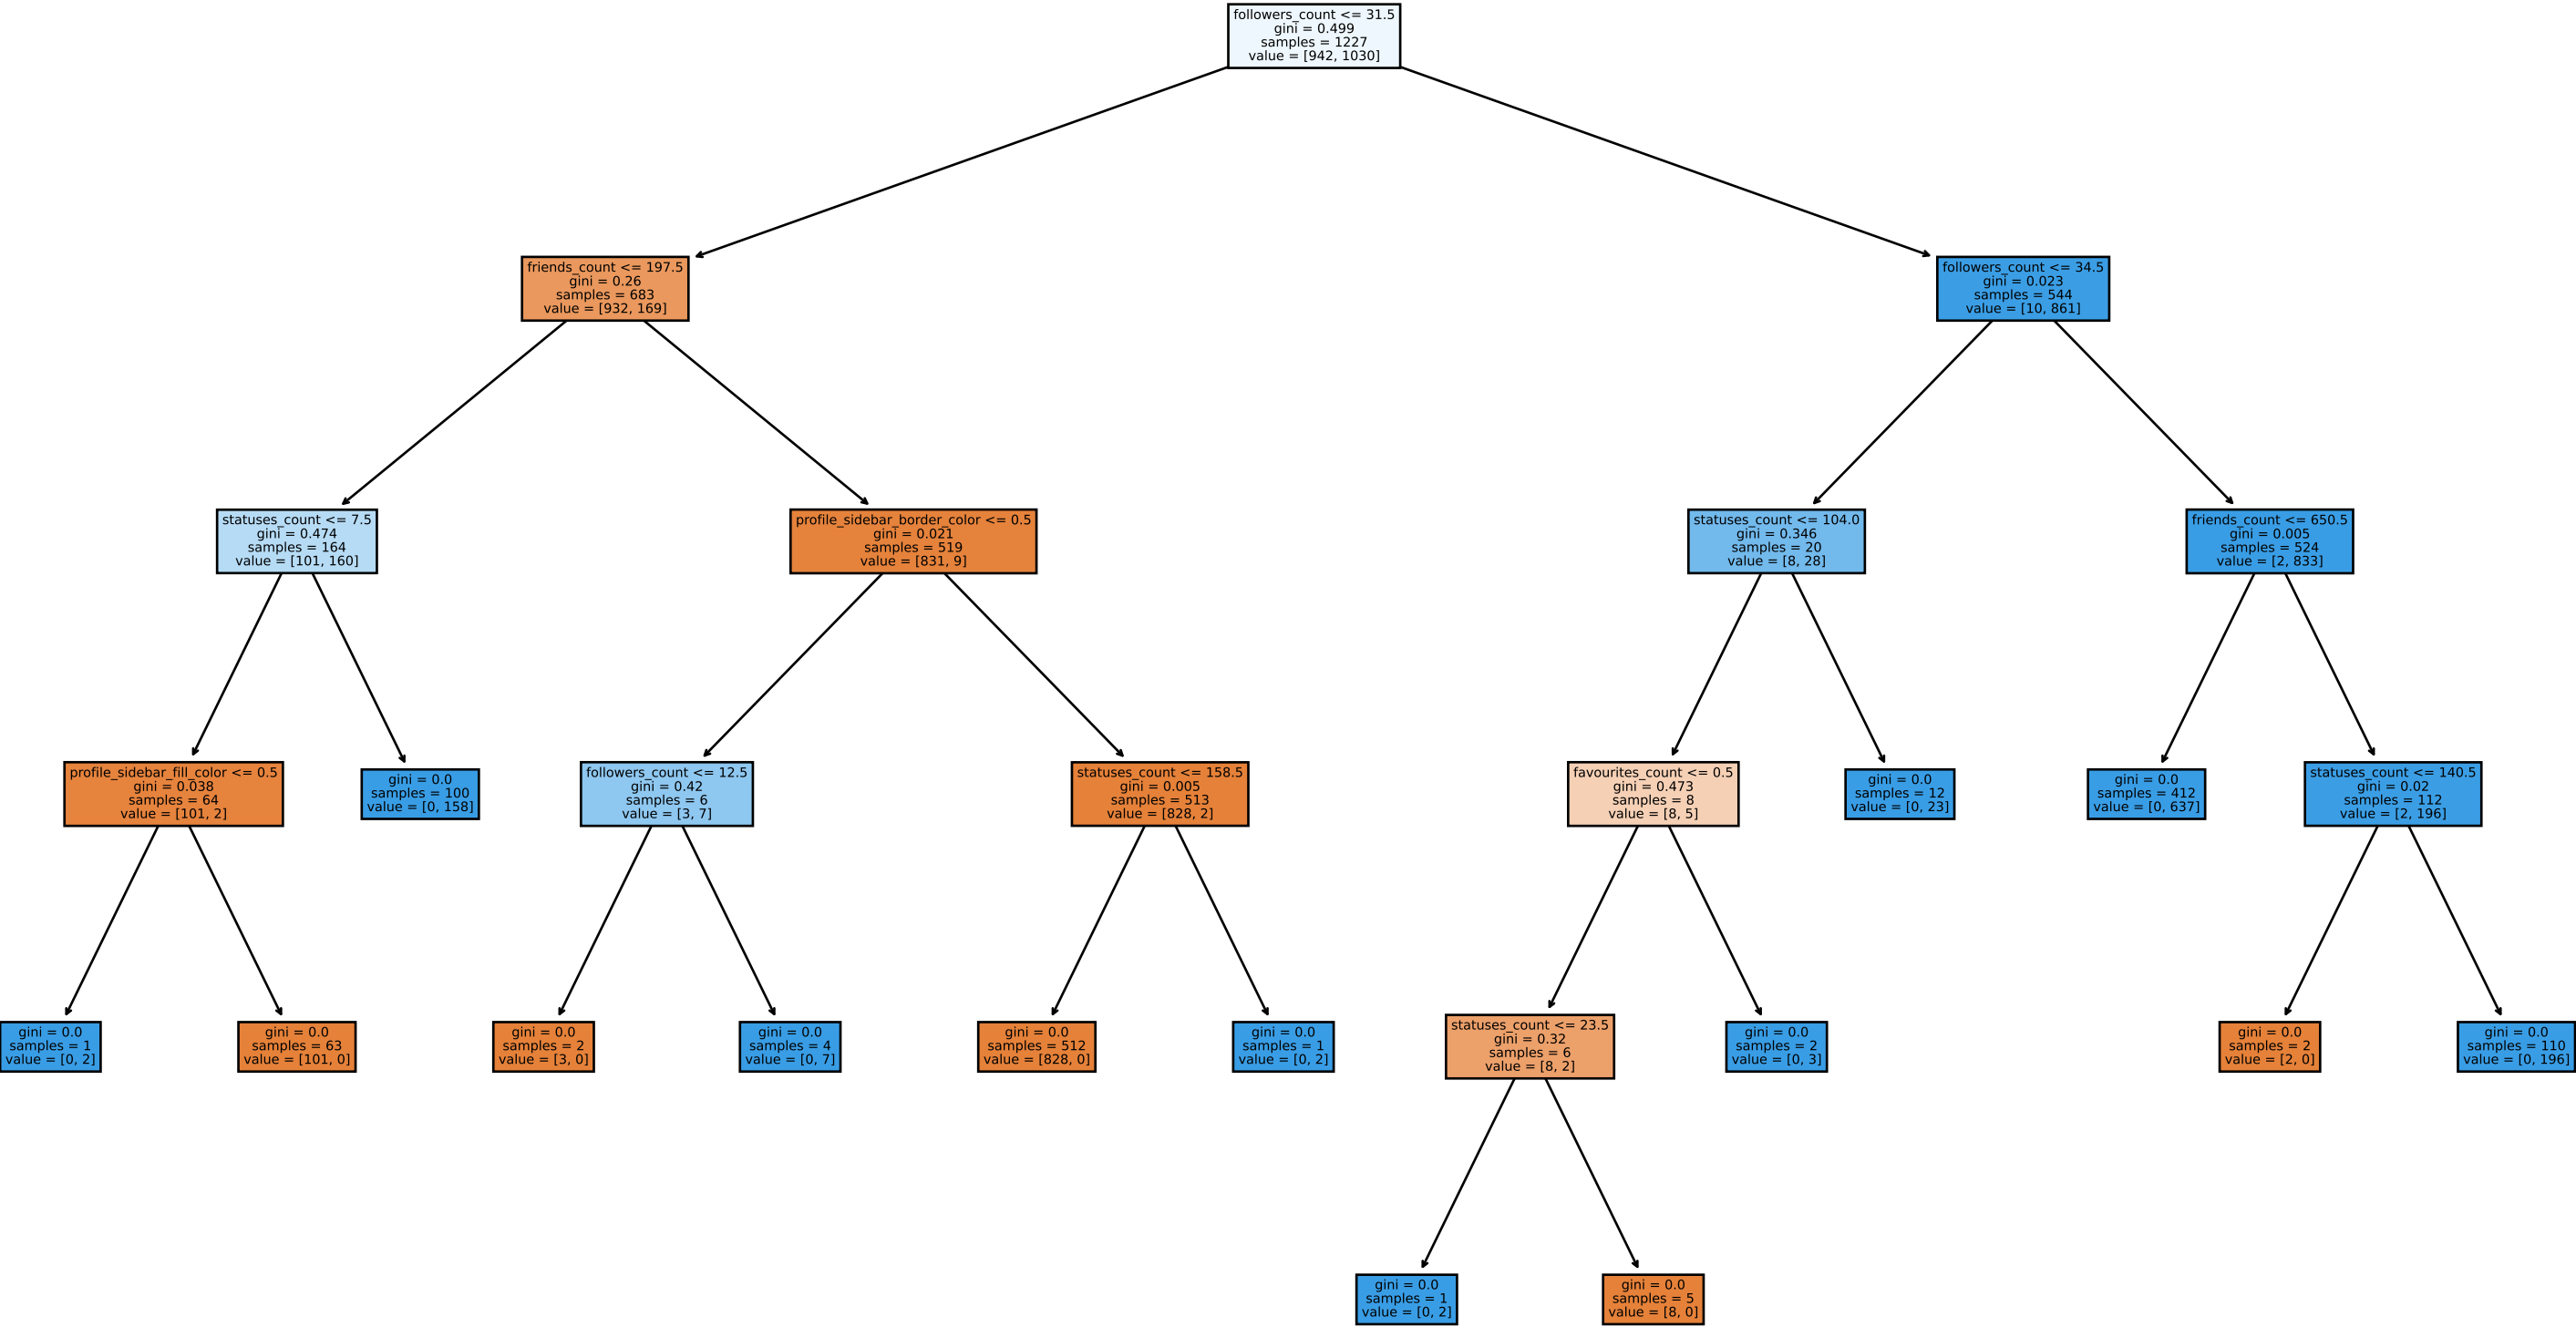 followers_count <= 31.5
gini = 0.499
samples = 1227
value = [942, 1030]
friends_count <= 197.5
gini = 0.26
samples = 683
value = [932, 169]
followers_count <= 34.5
gini = 0.023
samples = 544
value = [10, 861]
statuses_count <= 7.5
gini = 0.474
samples = 164
value = [101, 160]
profile_sidebar_border_color <= 0.5
gini = 0.021
samples = 519
value = [831, 9]
statuses_count <= 104.0
gini = 0.346
samples = 20
value = [8, 28]
friends_count <= 650.5
gini = 0.005
samples = 524
value = [2, 833]
profile_sidebar_fill_color <= 0.5
gini = 0.038
samples = 64
value = [101, 2]
gini = 0.0
samples = 100
value = [0, 158]
followers_count <= 12.5
gini = 0.42
samples = 6
value = [3, 7]
statuses_count <= 158.5
gini = 0.005
samples = 513
value = [828, 2]
favourites_count <= 0.5
gini = 0.473
samples = 8
value = [8, 5]
gini = 0.0
samples = 12
value = [0, 23]
gini = 0.0
samples = 412
value = [0, 637]
statuses_count <= 140.5
gini = 0.02
samples = 112
value = [2, 196]
gini = 0.0
samples = 1
value = [0, 2]
gini = 0.0
samples = 63
value = [101, 0]
gini = 0.0
samples = 2
value = [3, 0]
gini = 0.0
samples = 4
value = [0, 7]
gini = 0.0
samples = 512
value = [828, 0]
gini = 0.0
samples = 1
value = [0, 2]
statuses_count <= 23.5
gini = 0.32
samples = 6
value = [8, 2]
gini = 0.0
samples = 2
value = [0, 3]
gini = 0.0
samples = 2
value = [2, 0]
gini = 0.0
samples = 110
value = [0, 196]
gini = 0.0
samples = 1
value = [0, 2]
gini = 0.0
samples = 5
value = [8, 0]